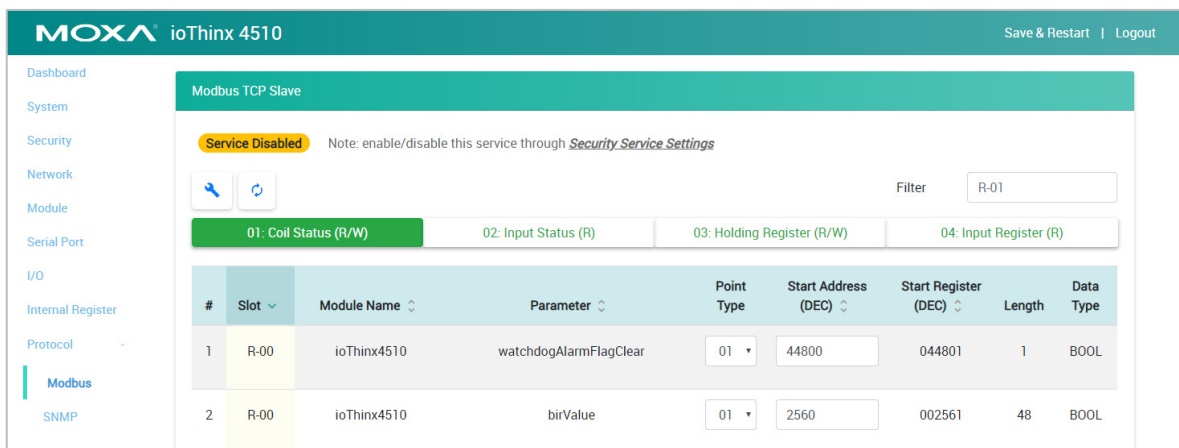 MOXA® ioThinx 4510 Save & Restart | Logout
Dashboard
System
Security
Network
Module
Serial Port
I/O
Internal Register
Protocol -
Modbus
SNMP
Modbus TCP Slave
Service Disabled Note: enable/disable this service through Security Service Settings
Filter R-01
01: Coil Status (R/W) 02: Input Status (R) 03: Holding Register (R/W) 04: Input Register (R)
# Slot Module Name Parameter Point Type Start Address (DEC) Start Register (DEC) Length Data Type
1 R-00 ioThinx4510 watchdogAlarmFlagClear 01 44800 044801 1 BOOL
2 R-00 ioThinx4510 birValue 01 2560 002561 48 BOOL